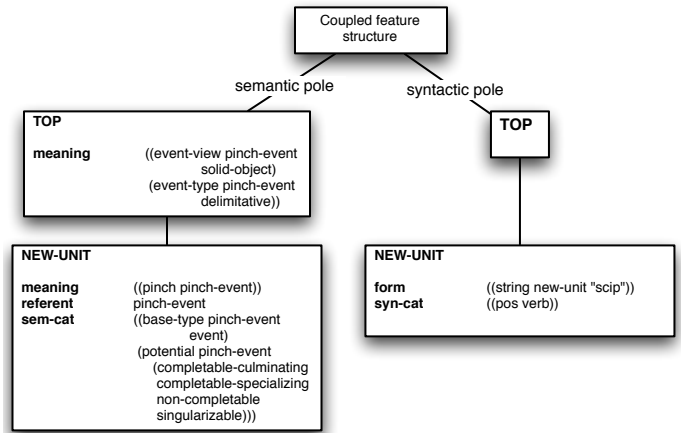 Coupled feature
structure
semantic pole
syntactic pole
TOP
meaning ((event-view pinch-event
solid-object)
(event-type pinch-event
delimitative))
TOP
NEW-UNIT
meaning ((pinch pinch-event))
referent pinch-event
sem-cat ((base-type pinch-event
event)
(potential pinch-event
(completable-culminating
completable-specializing
non-completable
singularizable)))
NEW-UNIT
form ((string new-unit "scip"))
syn-cat ((pos verb))